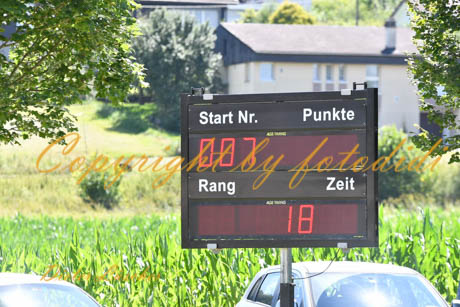 Start Nr. Punkte
007
Copyright by fotodidi
Rang Zeit
18